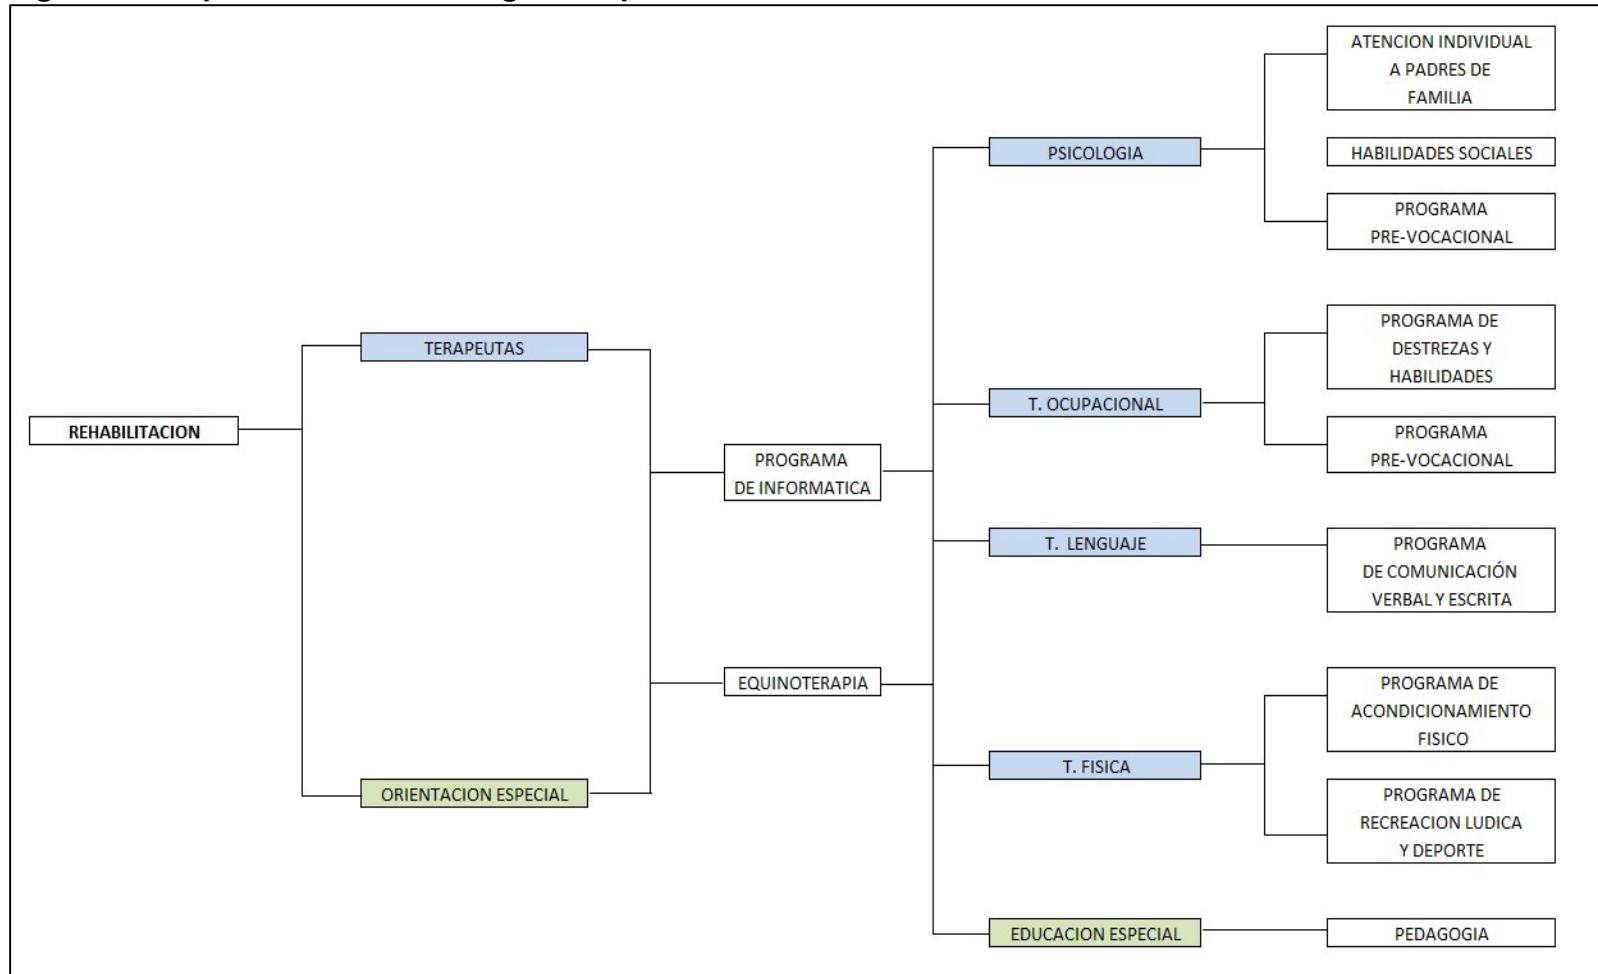 ATENCION INDIVIDUAL
A PADRES DE
FAMILIA
PSICOLOGIA
HABILIDADES SOCIALES
PROGRAMA
PRE-VOCACIONAL
PROGRAMA DE
DESTREZAS Y
HABILIDADES
TERAPEUTAS
T. OCUPACIONAL
REHABILITACION
PROGRAMA
PRE-VOCACIONAL
PROGRAMA
DE INFORMATICA
T. LENGUAJE
PROGRAMA
DE COMUNICACIÓN
VERBAL Y ESCRITA
EQUINOTERAPIA
PROGRAMA DE
ACONDICIONAMIENTO
FISICO
T. FISICA
ORIENTACION ESPECIAL
PROGRAMA DE
RECREACION LUDICA
Y DEPORTE
EDUCACION ESPECIAL
PEDAGOGIA